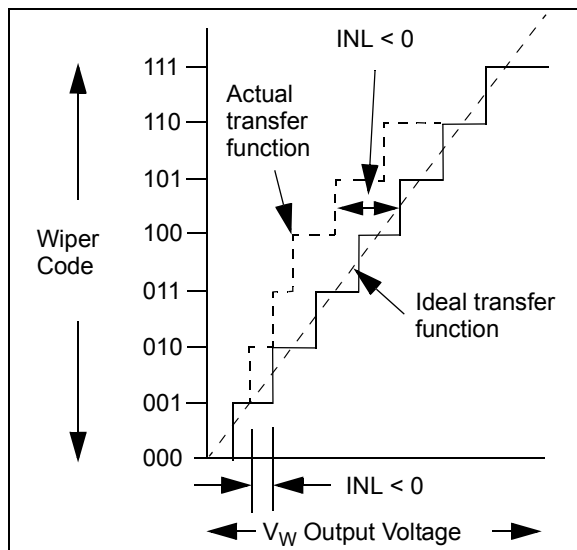 INL < 0
111
Actual
transfer
function
110
101
Wiper
Code
100
011
Ideal transfer
function
010
001
000
INL < 0
VW Output Voltage